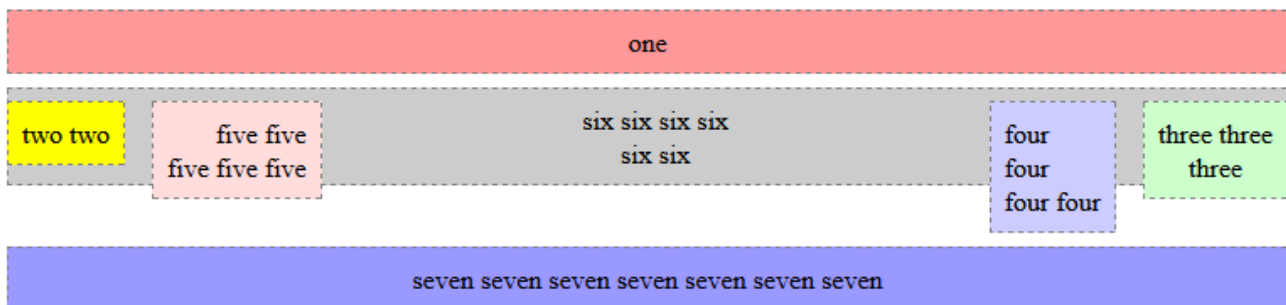 one
two two
five five
five five five
six six six six
six six
four
four
four four
three three
three
seven seven seven seven seven seven seven